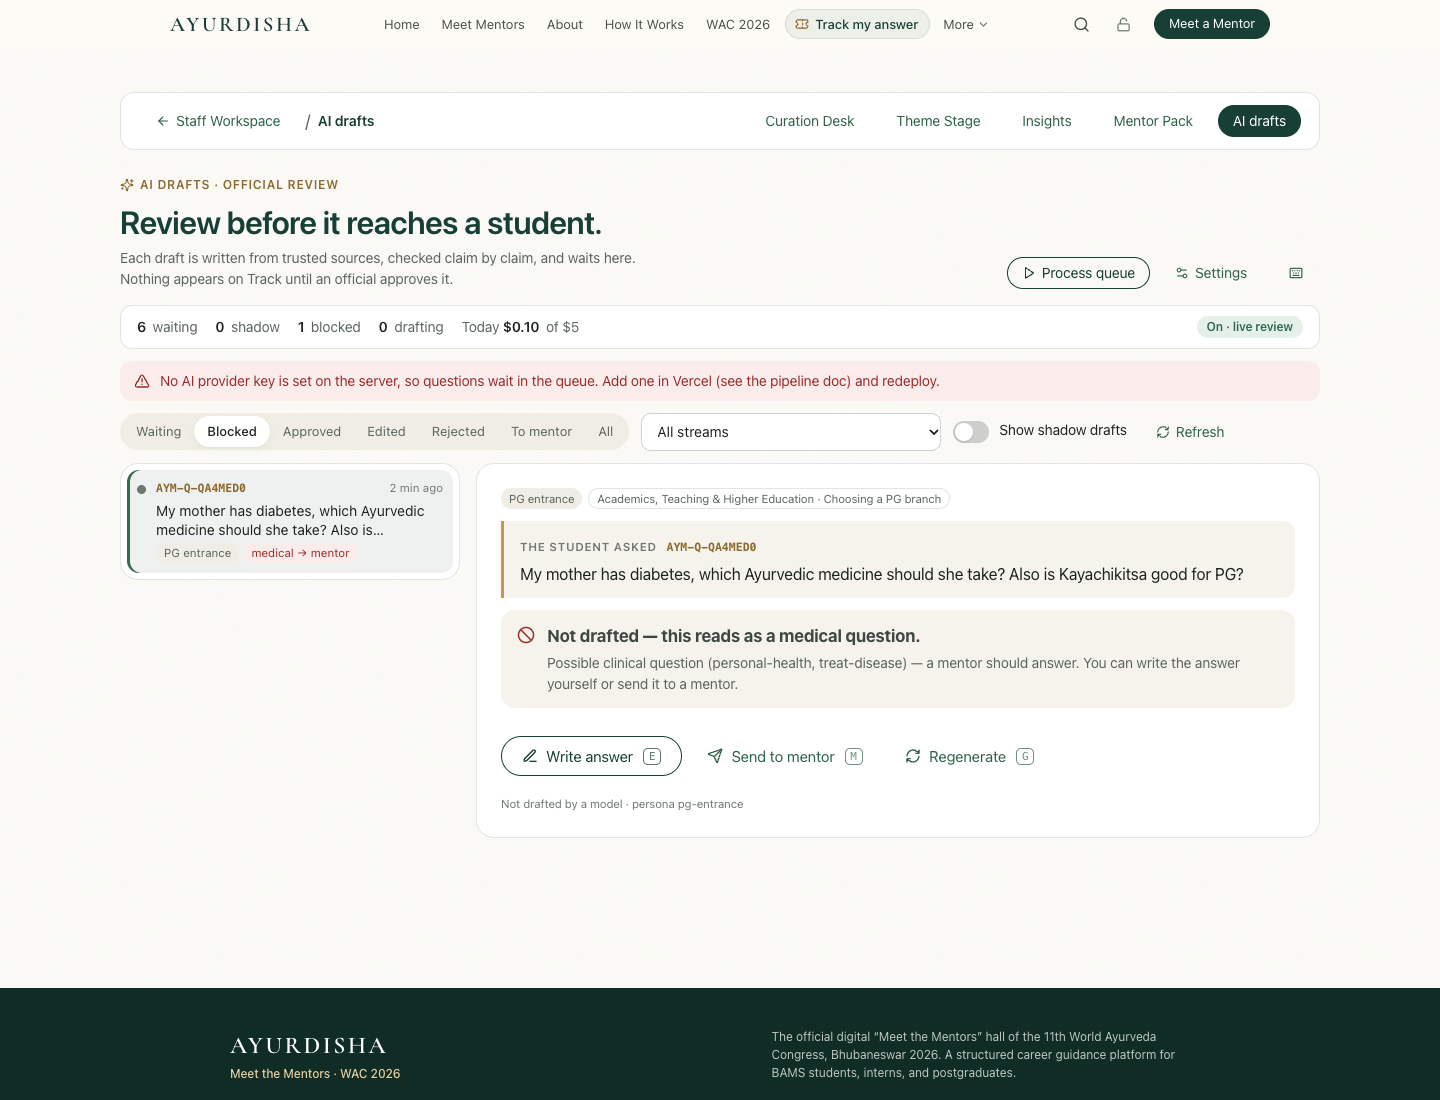 AYURDISHA
Home
Meet Mentors
About
How It Works
WAC 2026
Track my answer
More
Meet a Mentor
Staff Workspace
/ AI drafts
Curation Desk
Theme Stage
Insights
Mentor Pack
AI drafts
AI DRAFTS · OFFICIAL REVIEW
Review before it reaches a student.
Each draft is written from trusted sources, checked claim by claim, and waits here.
Nothing appears on Track until an official approves it.
Process queue
Settings
6 waiting
0 shadow
1 blocked
0 drafting
Today $0.10 of $5
On · live review
No AI provider key is set on the server, so questions wait in the queue. Add one in Vercel (see the pipeline doc) and redeploy.
Waiting
Blocked
Approved
Edited
Rejected
To mentor
All
All streams
Show shadow drafts
Refresh
AYM-Q-QA4MED0
2 min ago
My mother has diabetes, which Ayurvedic
medicine should she take? Also is...
PG entrance
medical → mentor
PG entrance
Academics, Teaching & Higher Education · Choosing a PG branch
THE STUDENT ASKED AYM-Q-QA4MED0
My mother has diabetes, which Ayurvedic medicine should she take? Also is Kayachikitsa good for PG?
Not drafted — this reads as a medical question.
Possible clinical question (personal-health, treat-disease) — a mentor should answer. You can write the answer
yourself or send it to a mentor.
Write answer E
Send to mentor M
Regenerate G
Not drafted by a model · persona pg-entrance
AYURDISHA
Meet the Mentors · WAC 2026
The official digital “Meet the Mentors” hall of the 11th World Ayurveda
Congress, Bhubaneswar 2026. A structured career guidance platform for
BAMS students, interns, and postgraduates.